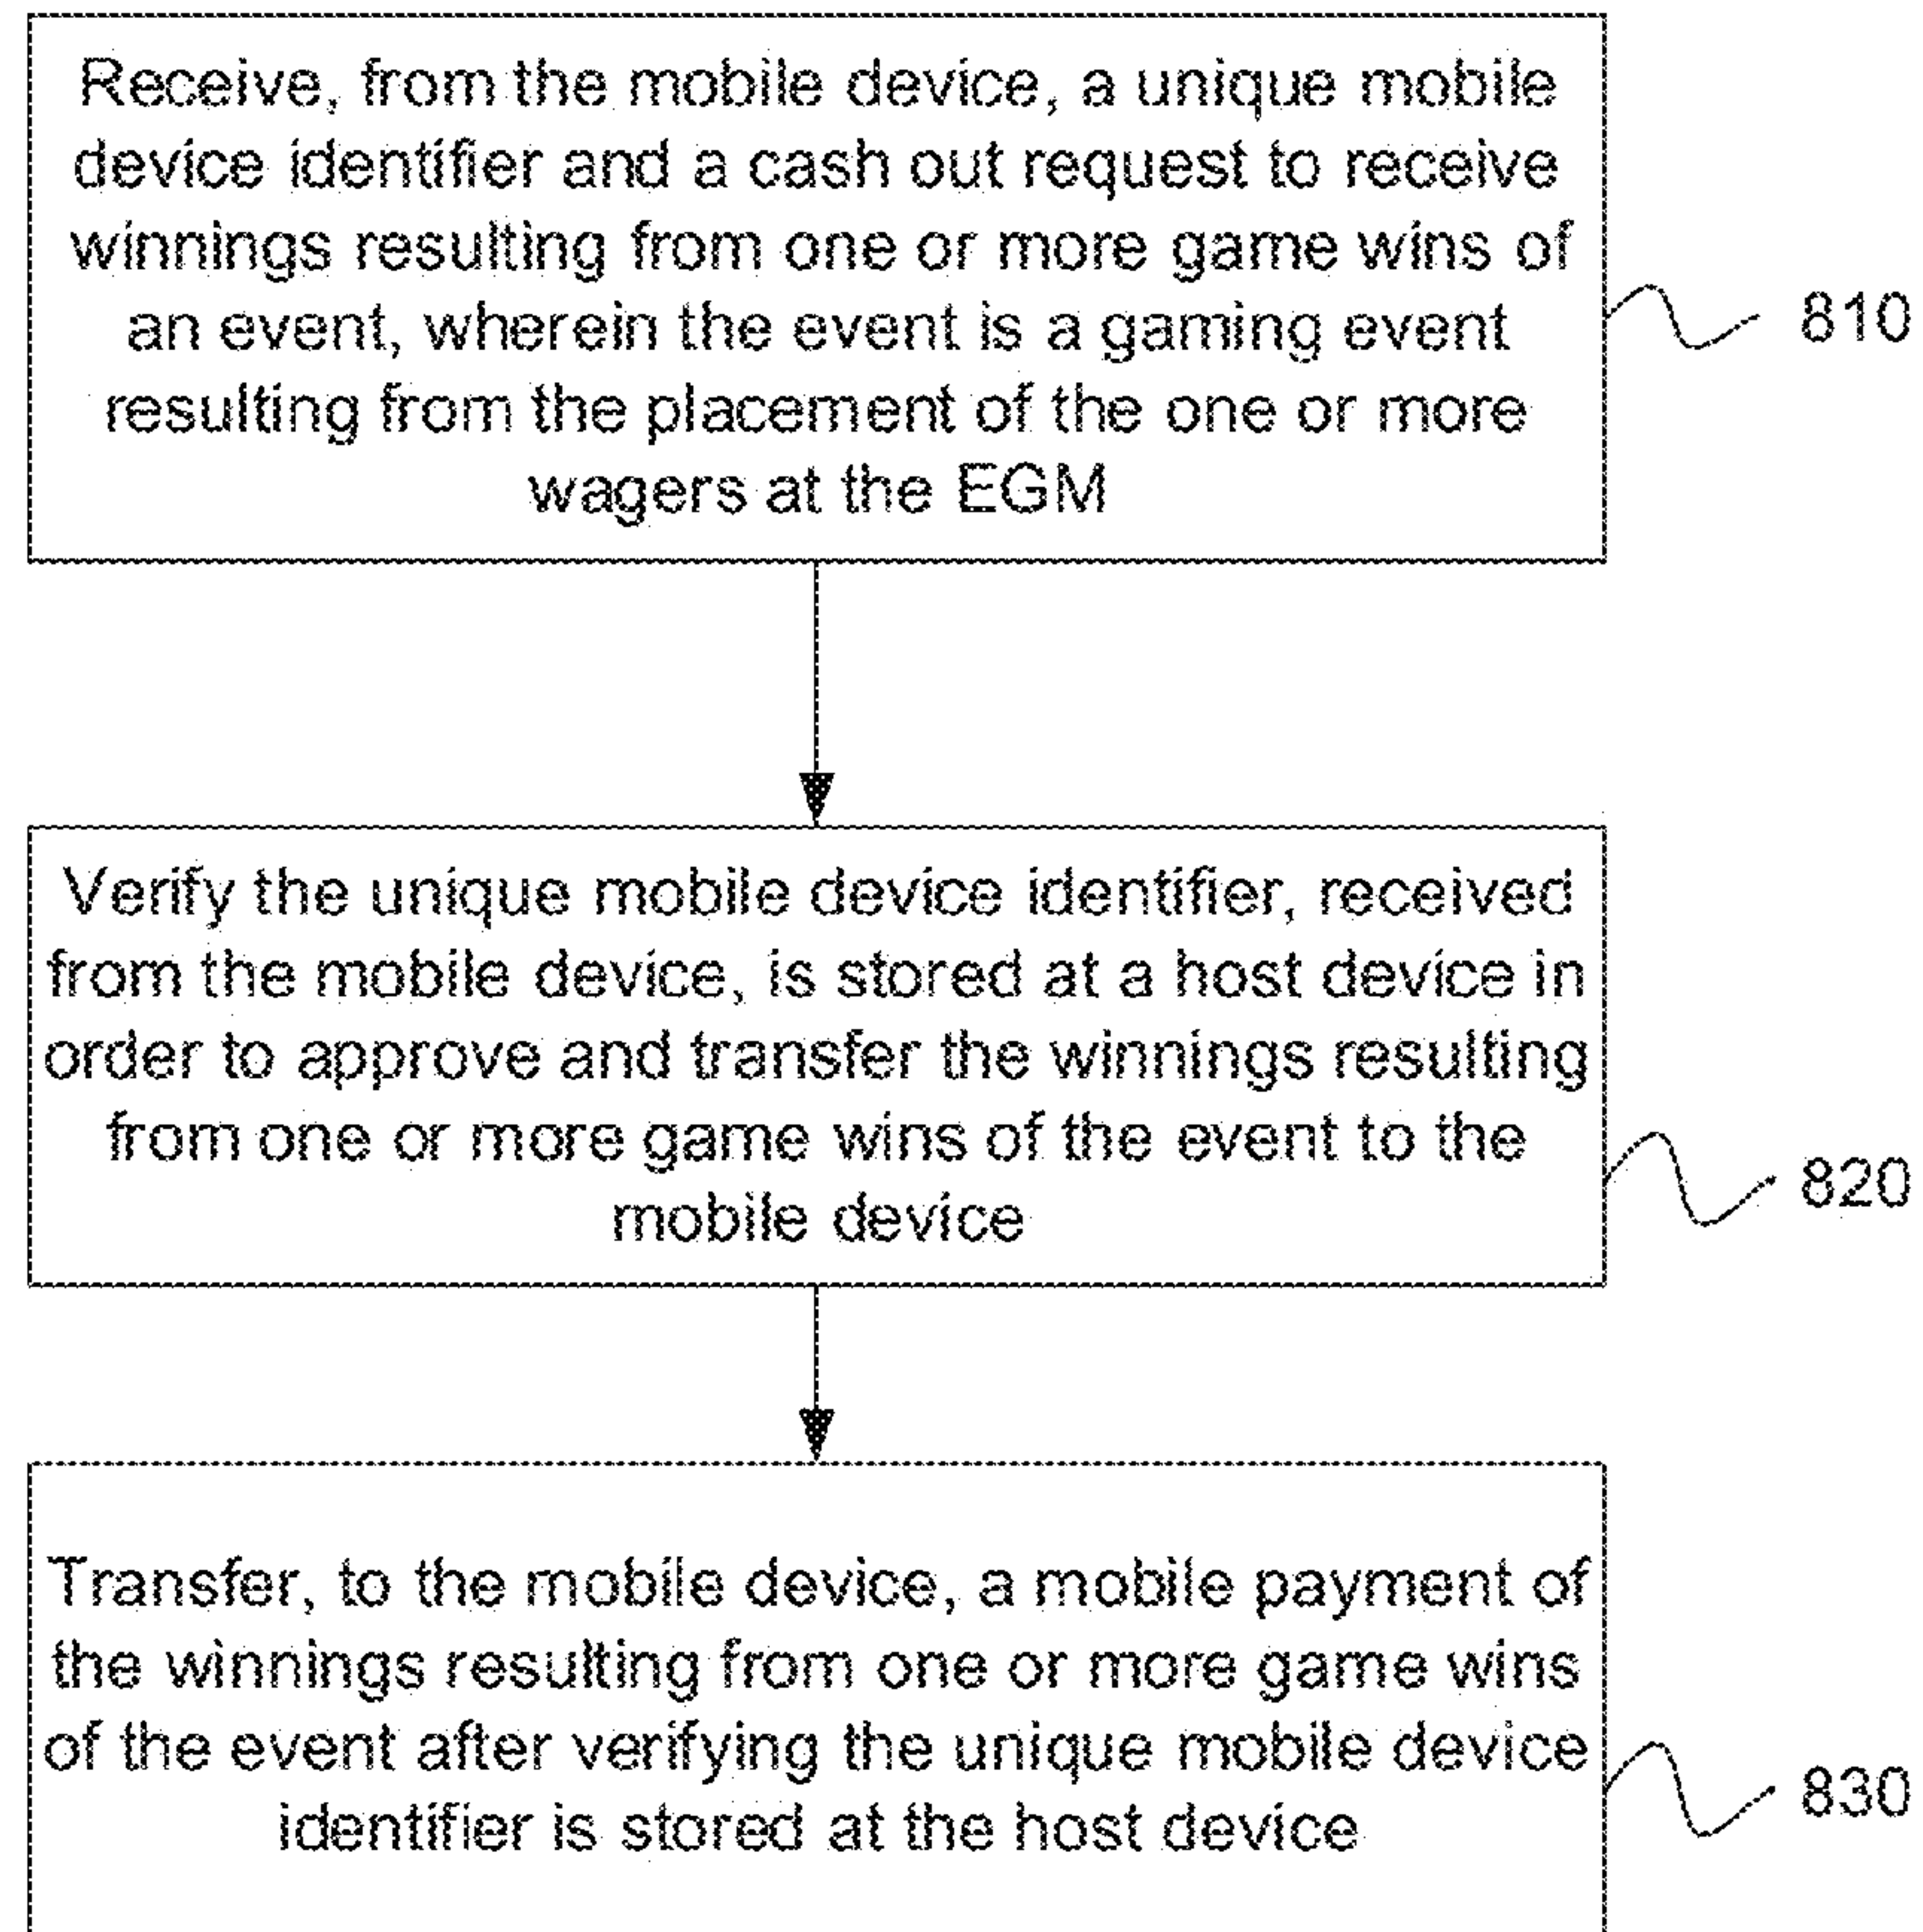 Receive, from the mobile device, a unique mobile
device identifier and a cash out request to receive
winnings resulting from one or more game wins of
an event, wherein the event is a gaming event
resulting from the placement of the one or more
wagers at the EGM
810
Verify the unique mobile device identifier, received
from the mobile device, is stored at a host device in
order to approve and transfer the winnings resulting
from one or more game wins of the event to the
mobile device
820
Transfer, to the mobile device, a mobile payment of
the winnings resulting from one or more game wins
of the event after verifying the unique mobile device
identifier is stored at the host device
830